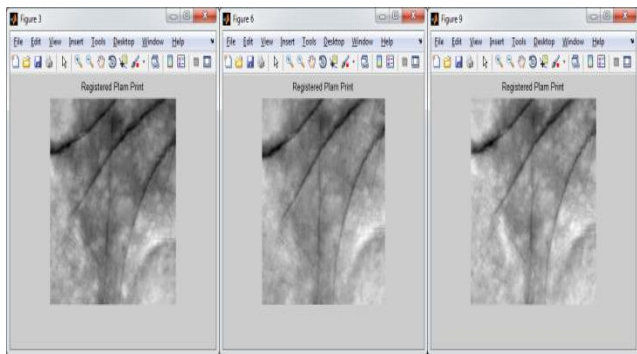 Figure 3
File Edit View Insert Tools Desktop Window Help
Registered Plam Print
Figure 6
File Edit View Insert Tools Desktop Window Help
Registered Plam Print
Figure 9
File Edit View Insert Tools Desktop Window Help
Registered Plam Print